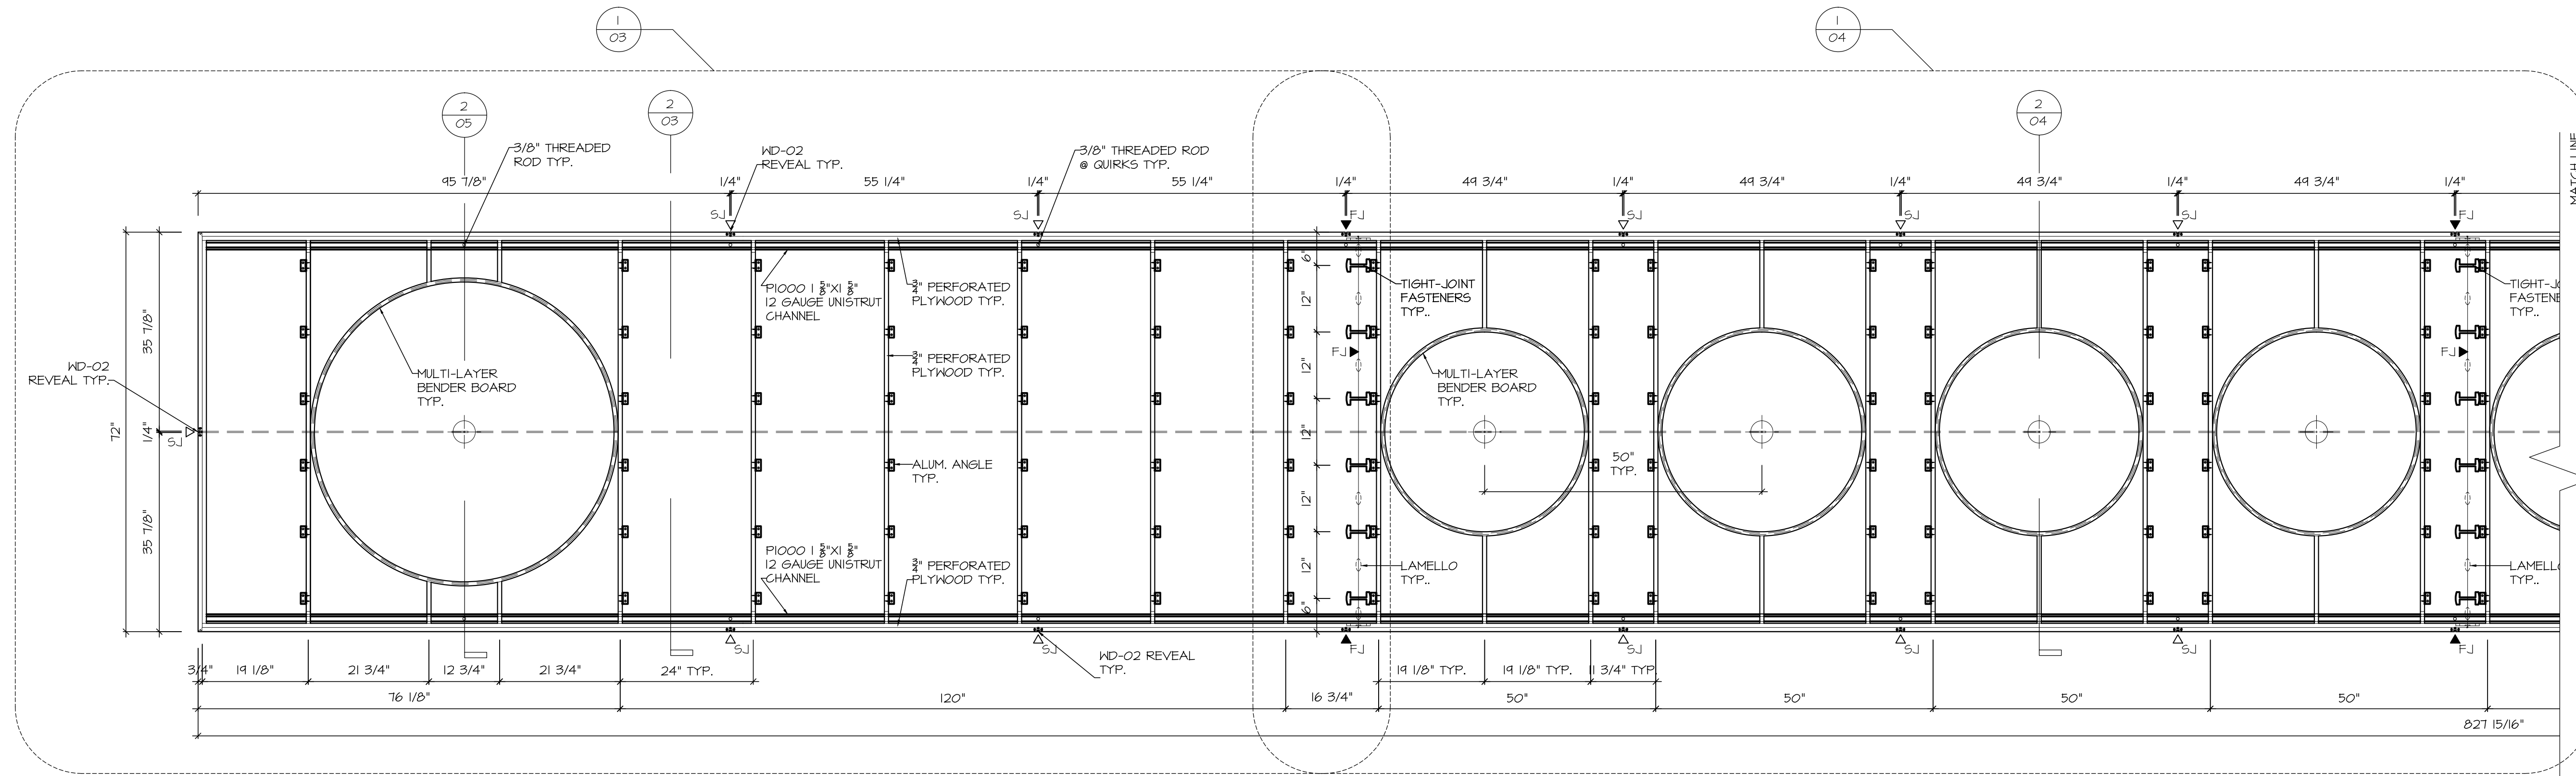 1
03
1
04
2
05
2
03
2
04
MATCH LINE
3/8" THREADED
ROD TYP.
WD-02
REVEAL TYP.
3/8" THREADED ROD
@ QUIRKS TYP.
95 7/8"
1/4"
55 1/4"
1/4"
55 1/4"
1/4"
49 3/4"
1/4"
49 3/4"
1/4"
49 3/4"
1/4"
49 3/4"
1/4"
SJ
SJ
FJ
SJ
SJ
SJ
FJ
P1000 1 5/8"X1 5/8"
12 GAUGE UNISTRUT
CHANNEL
3/4" PERFORATED
PLYWOOD TYP.
6"
12"
12"
12"
12"
12"
6"
TIGHT-JOINT
FASTENERS
TYP..
TIGHT-JO
FASTENE
TYP..
35 7/8"
72"
1/4"
35 7/8"
WD-02
REVEAL TYP.
SJ
MULTI-LAYER
BENDER BOARD
TYP.
3/4" PERFORATED
PLYWOOD TYP.
FJ
FJ
MULTI-LAYER
BENDER BOARD
TYP.
ALUM. ANGLE
TYP.
50"
TYP.
P1000 1 5/8"X1 5/8"
12 GAUGE UNISTRUT
CHANNEL
3/4" PERFORATED
PLYWOOD TYP.
LAMELLO
TYP..
LAMELLO
TYP..
SJ
SJ
FJ
SJ
SJ
SJ
FJ
WD-02 REVEAL
TYP.
3/4"
19 1/8"
21 3/4"
12 3/4"
21 3/4"
24" TYP.
19 1/8" TYP.
19 1/8" TYP.
11 3/4" TYP.
76 1/8"
120"
16 3/4"
50"
50"
50"
50"
827 15/16"